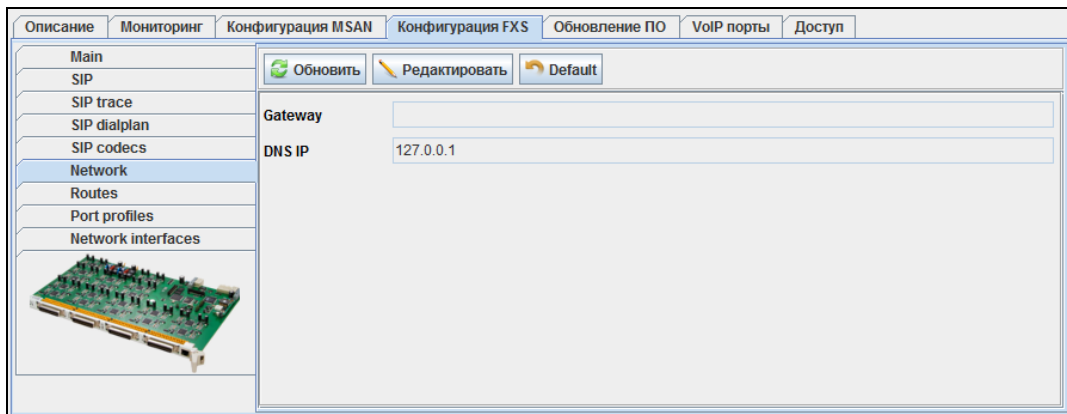 Описание Мониторинг Конфигурация MSAN Конфигурация FXS Обновление ПО VoIP порты Доступ
Main
SIP
SIP trace
SIP dialplan
SIP codecs
Network
Routes
Port profiles
Network interfaces
Обновить Редактировать Default
Gateway
DNS IP 127.0.0.1